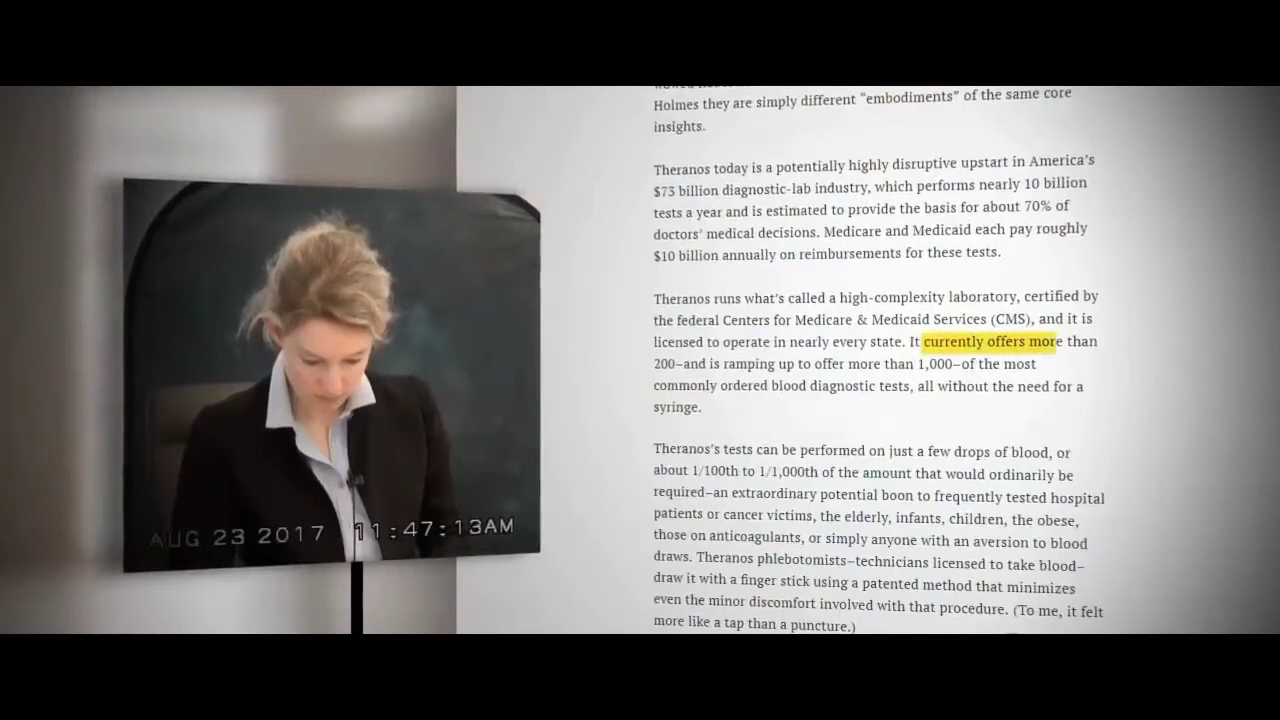 AUG 23 2017 11:47:13AM
Holmes they are simply different “embodiments” of the same core
insights.
Theranos today is a potentially highly disruptive upstart in America’s
$73 billion diagnostic-lab industry, which performs nearly 10 billion
tests a year and is estimated to provide the basis for about 70% of
doctors’ medical decisions. Medicare and Medicaid each pay roughly
$10 billion annually on reimbursements for these tests.
Theranos runs what’s called a high-complexity laboratory, certified by
the federal Centers for Medicare & Medicaid Services (CMS), and it is
licensed to operate in nearly every state. It currently offers more than
200–and is ramping up to offer more than 1,000–of the most
commonly ordered blood diagnostic tests, all without the need for a
syringe.
Theranos’s tests can be performed on just a few drops of blood, or
about 1/100th to 1/1,000th of the amount that would ordinarily be
required–an extraordinary potential boon to frequently tested hospital
patients or cancer victims, the elderly, infants, children, the obese,
those on anticoagulants, or simply anyone with an aversion to blood
draws. Theranos phlebotomists–technicians licensed to take blood–
draw it with a finger stick using a patented method that minimizes
even the minor discomfort involved with that procedure. (To me, it felt
more like a tap than a puncture.)